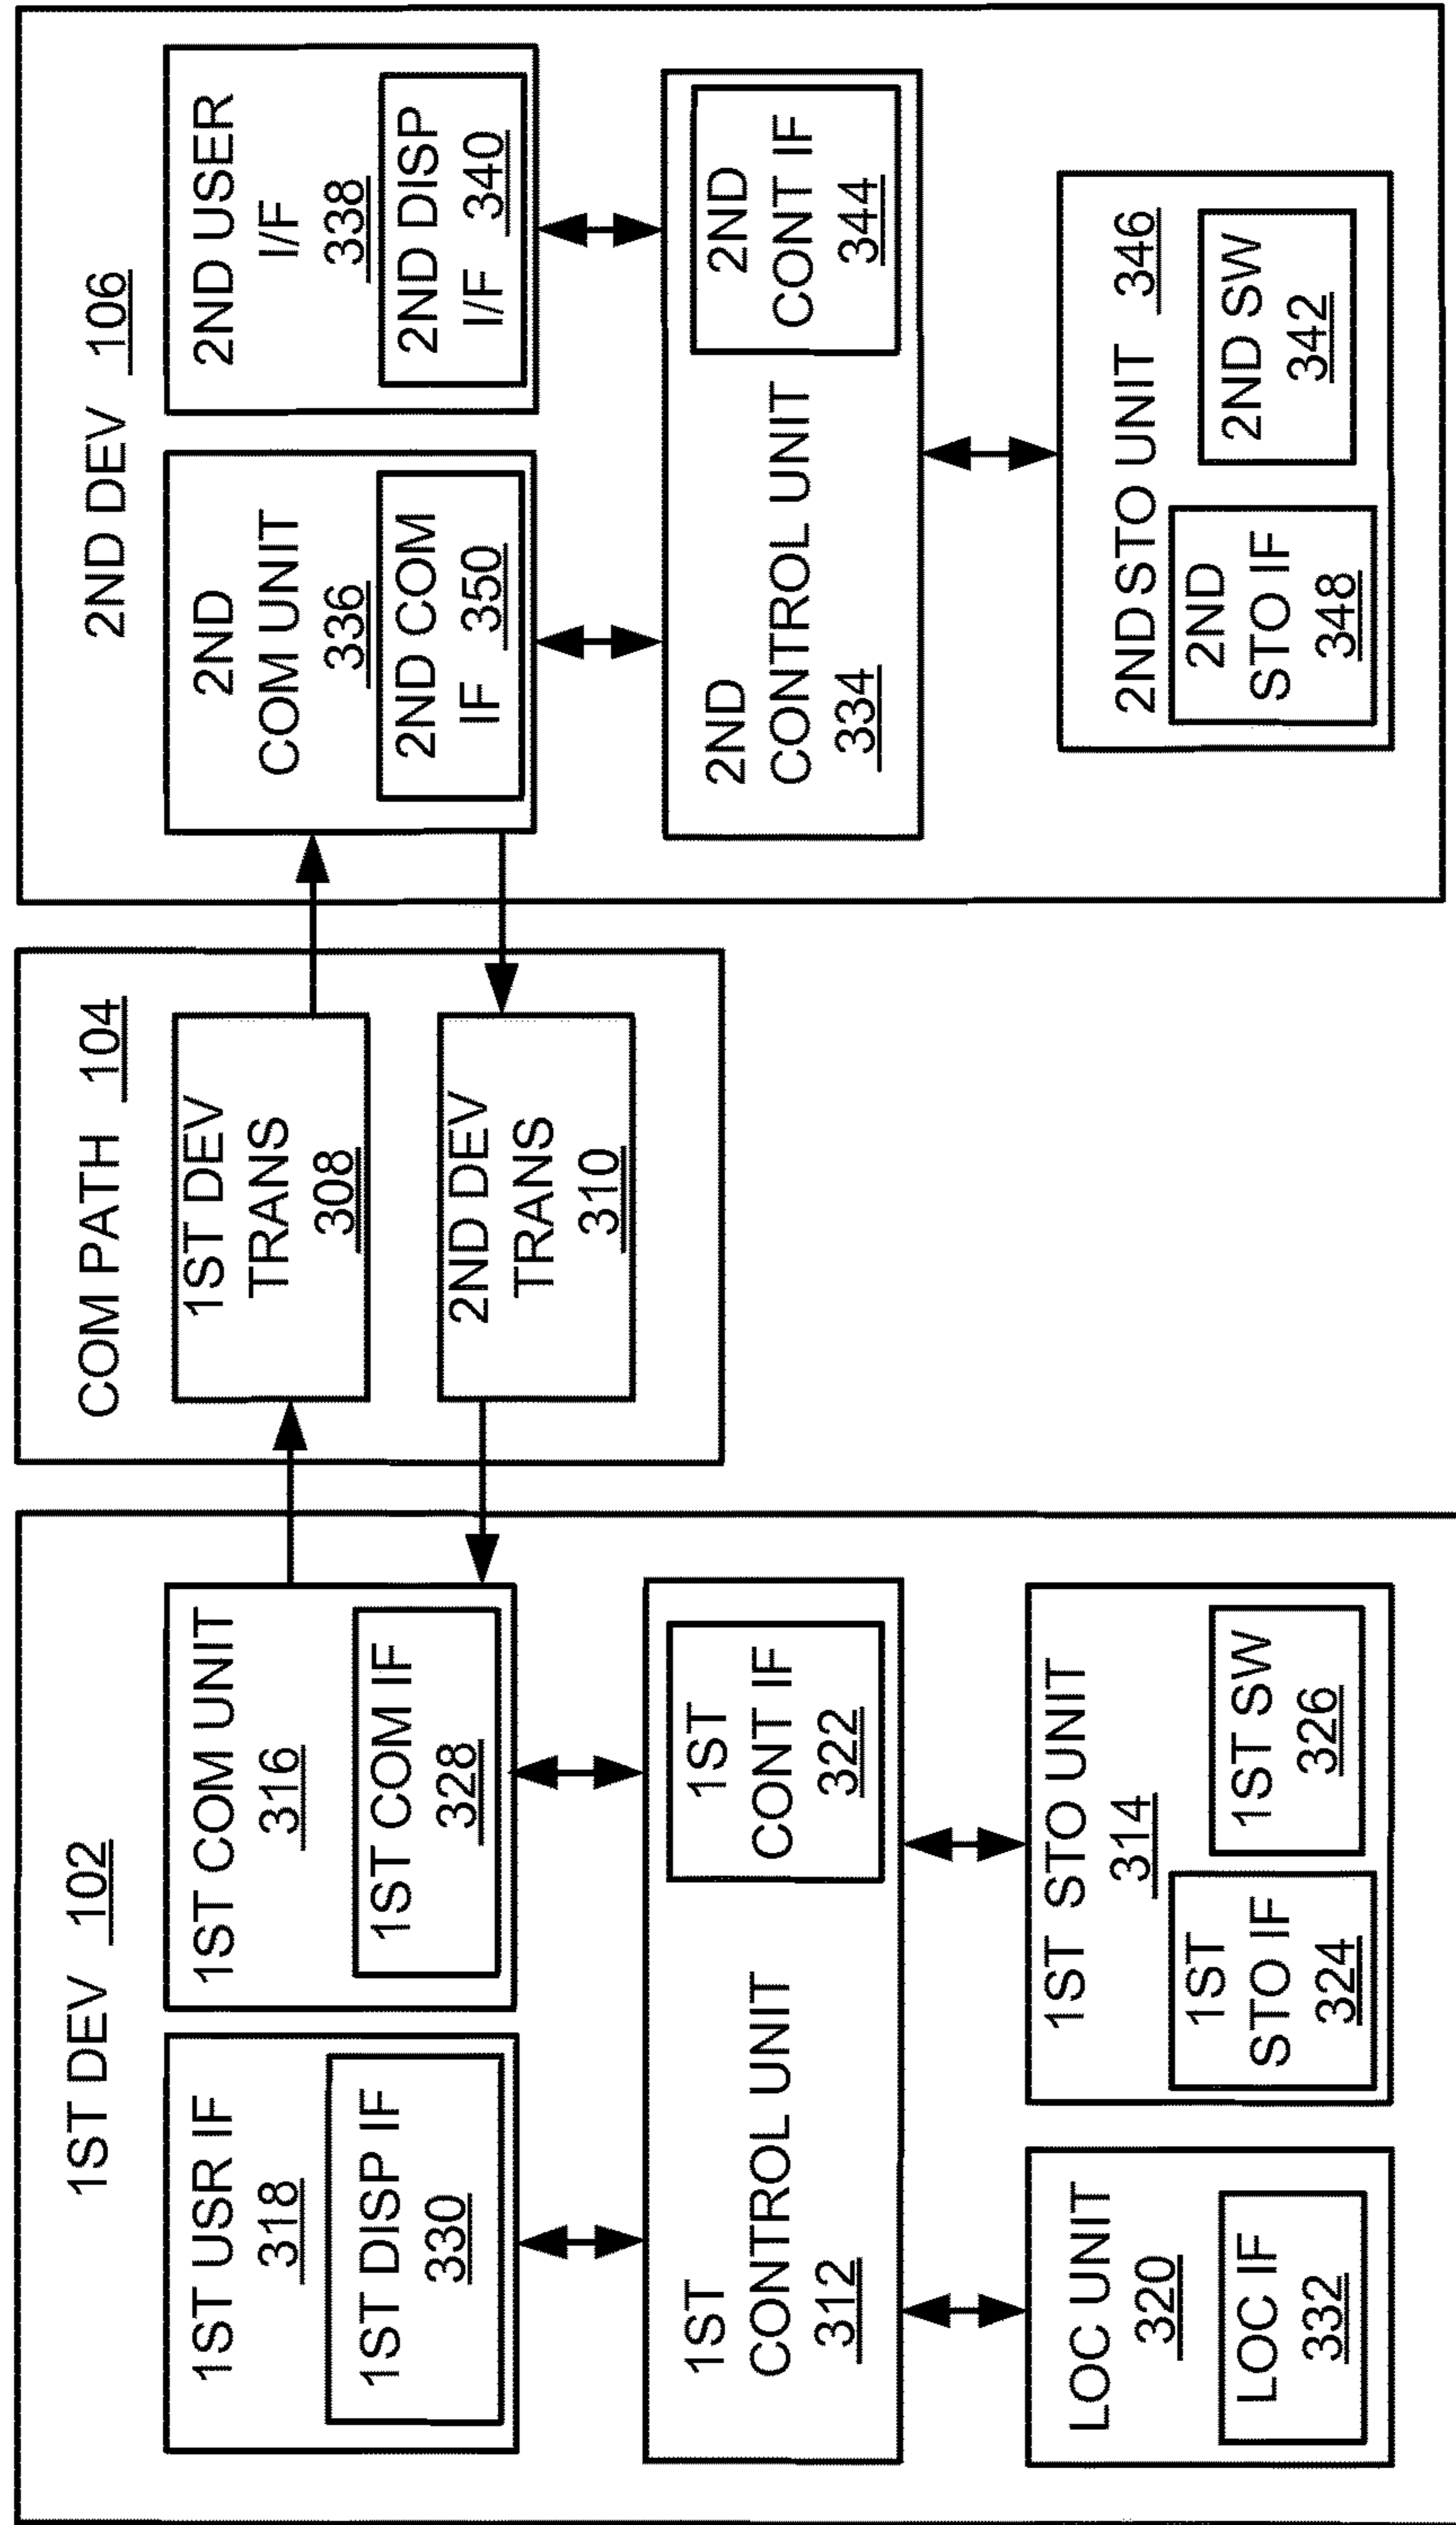 1ST DEV 102
1ST USR IF
318
1ST DISP IF
330
1ST COM UNIT
316
1ST COM IF
328
1ST
CONTROL UNIT
312
1ST
CONT IF
322
LOC UNIT
320
LOC IF
332
1ST STO UNIT
314
1ST
STO IF
324
1ST SW
326
COM PATH 104
1ST DEV
TRANS
308
2ND DEV
TRANS
310
2ND DEV 106
2ND
COM UNIT
336
2ND COM
IF 350
2ND USER
I/F
338
2ND DISP
I/F 340
2ND
CONTROL UNIT
334
2ND
CONT IF
344
2ND STO UNIT 346
2ND
STO IF
348
2ND SW
342